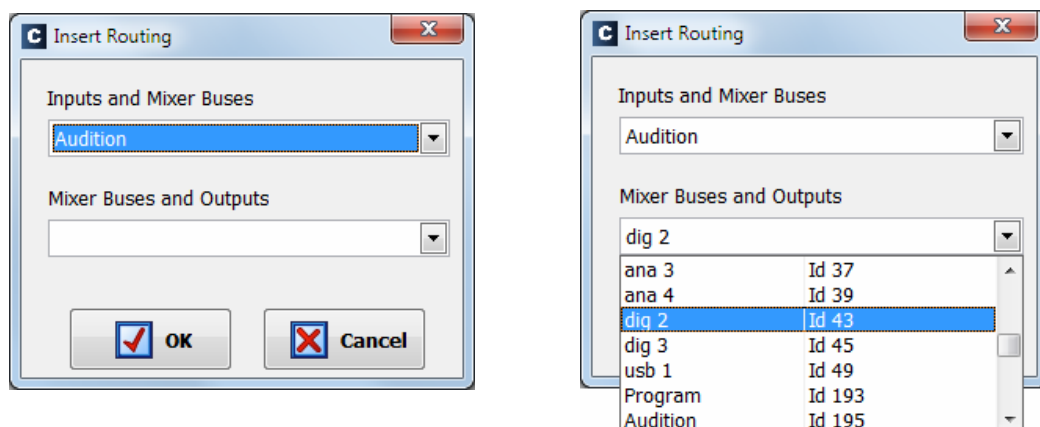 C Insert Routing
Inputs and Mixer Buses
Audition
Mixer Buses and Outputs
OK
Cancel
C Insert Routing
Inputs and Mixer Buses
Audition
Mixer Buses and Outputs
dig 2
ana 3 Id 37
ana 4 Id 39
dig 2 Id 43
dig 3 Id 45
usb 1 Id 49
Program Id 193
Audition Id 195